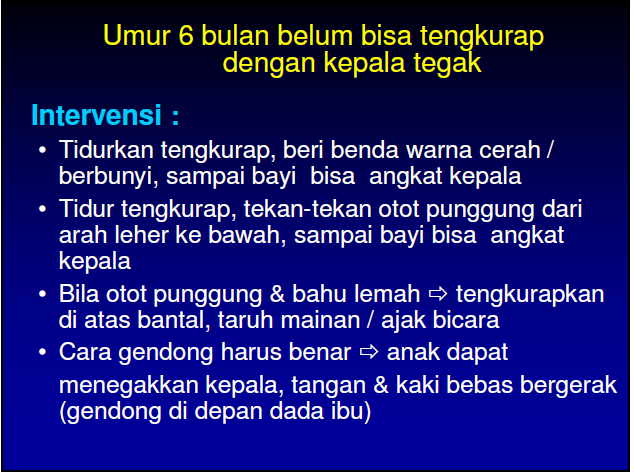 Umur 6 bulan belum bisa tengkurap
dengan kepala tegak
Intervensi :
• Tidurkan tengkurap, beri benda warna cerah /
berbunyi, sampai bayi bisa angkat kepala
• Tidur tengkurap, tekan-tekan otot punggung dari
arah leher ke bawah, sampai bayi bisa angkat
kepala
• Bila otot punggung & bahu lemah ⇨ tengkurapkan
di atas bantal, taruh mainan / ajak bicara
• Cara gendong harus benar ⇨ anak dapat
menegakkan kepala, tangan & kaki bebas bergerak
(gendong di depan dada ibu)